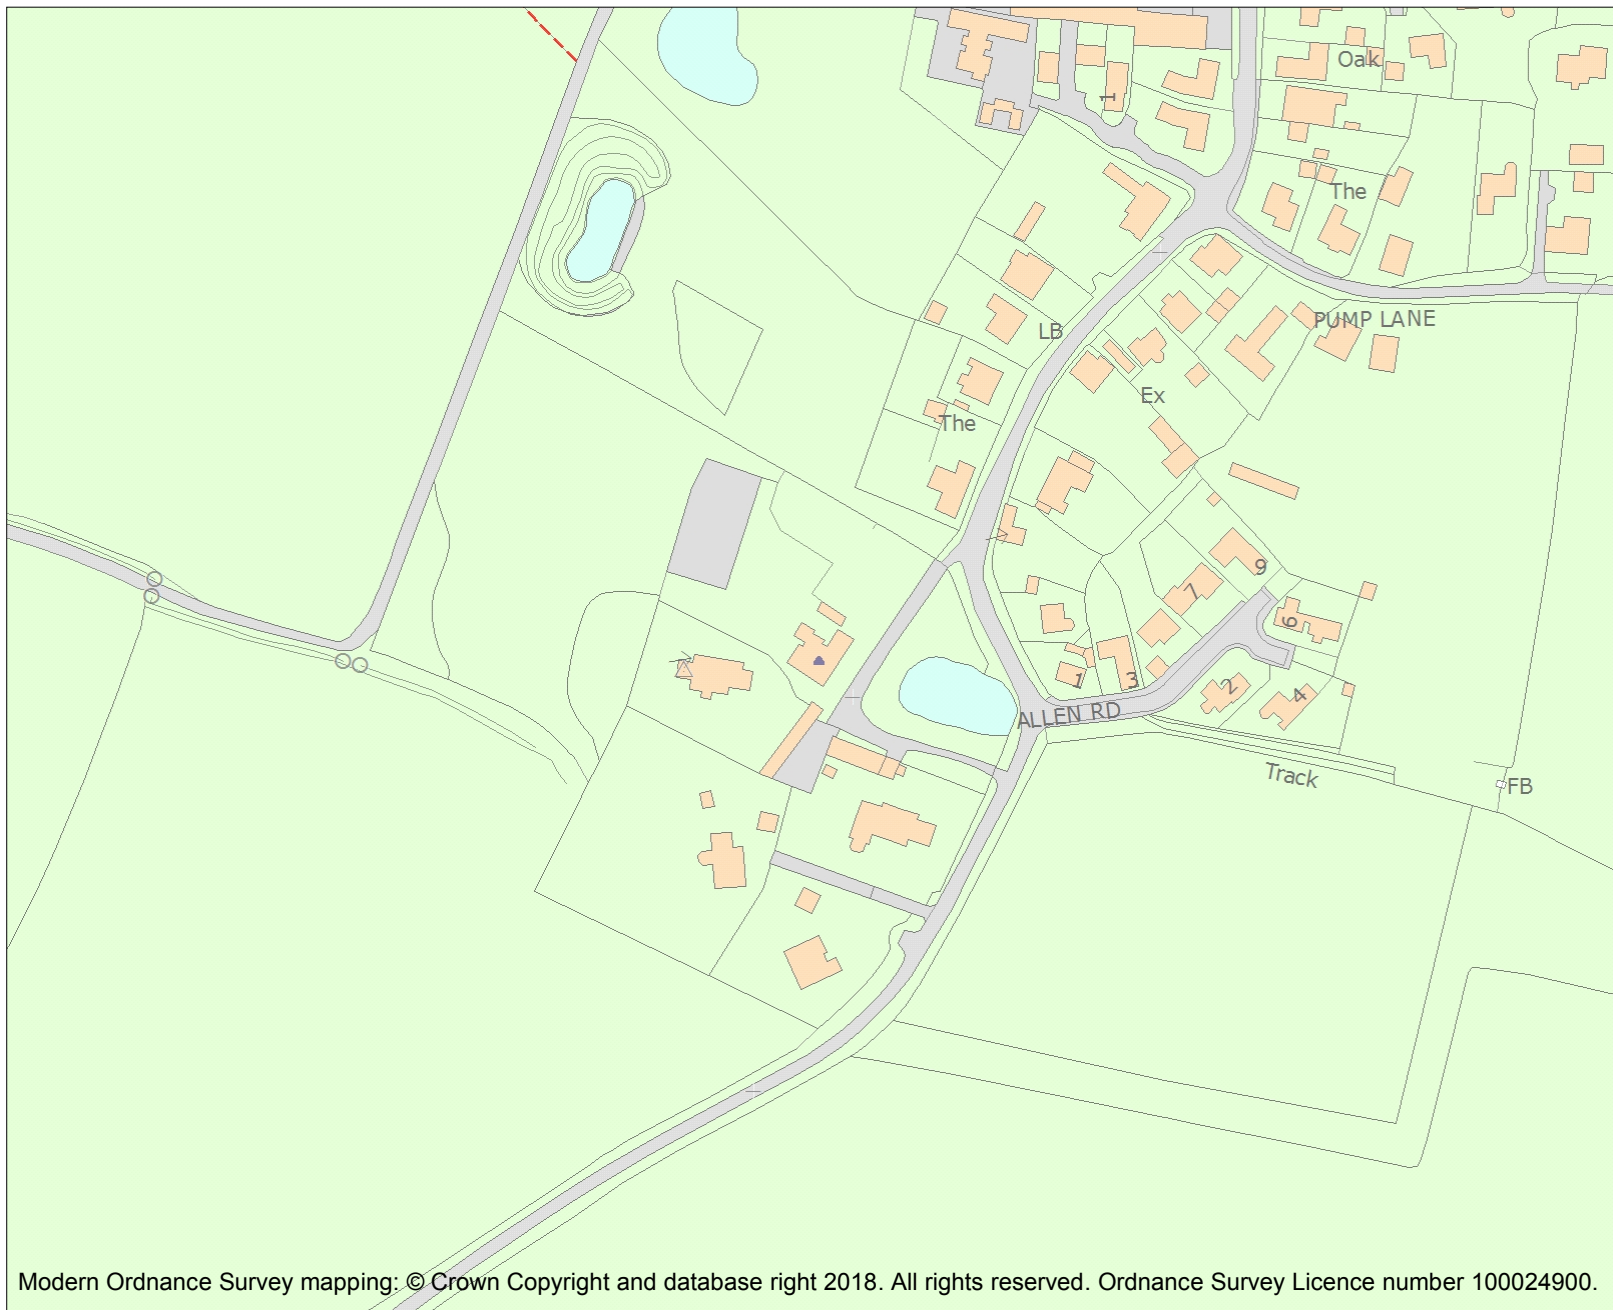 Oak
1
The
PUMP LANE
LB
Ex
The
9
7
6
1
3
2
4
ALLEN RD
Track
FB
Modern Ordnance Survey mapping: © Crown Copyright and database right 2018. All rights reserved. Ordnance Survey Licence number 100024900.